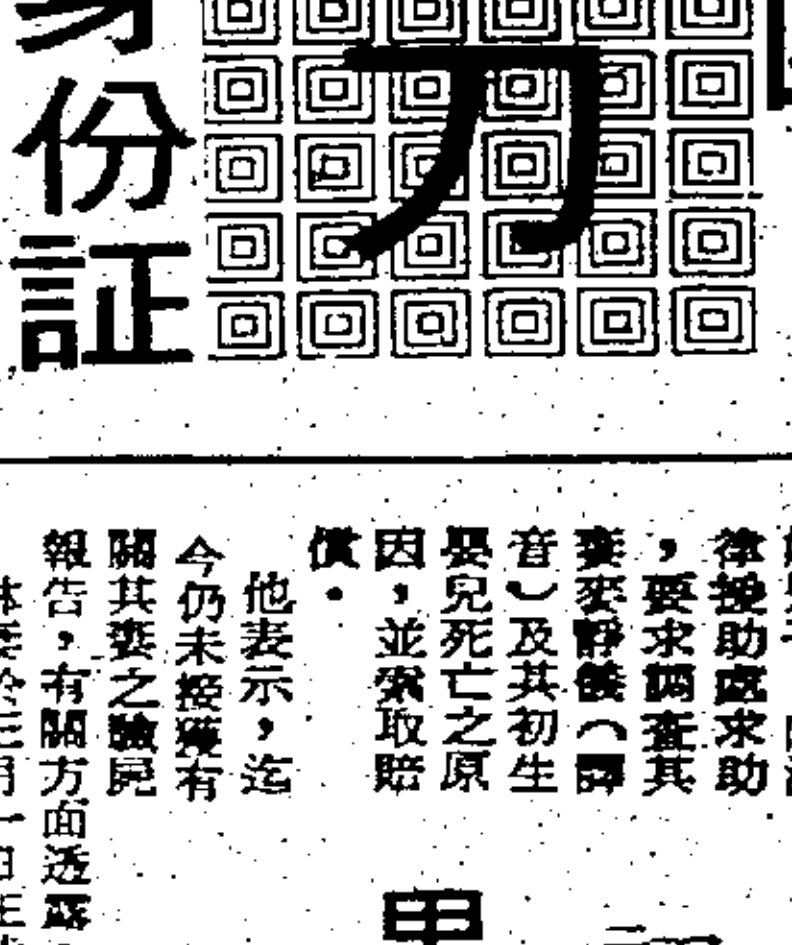 身份証
力
律援助處求助
，要求調查其
妻麥靜儀（譯
音）及其初生
嬰兒死亡之原
因，並索取賠
償．
他表示，迄
今仍未接獲有
關其妻之驗屍
報告，有關方面透露